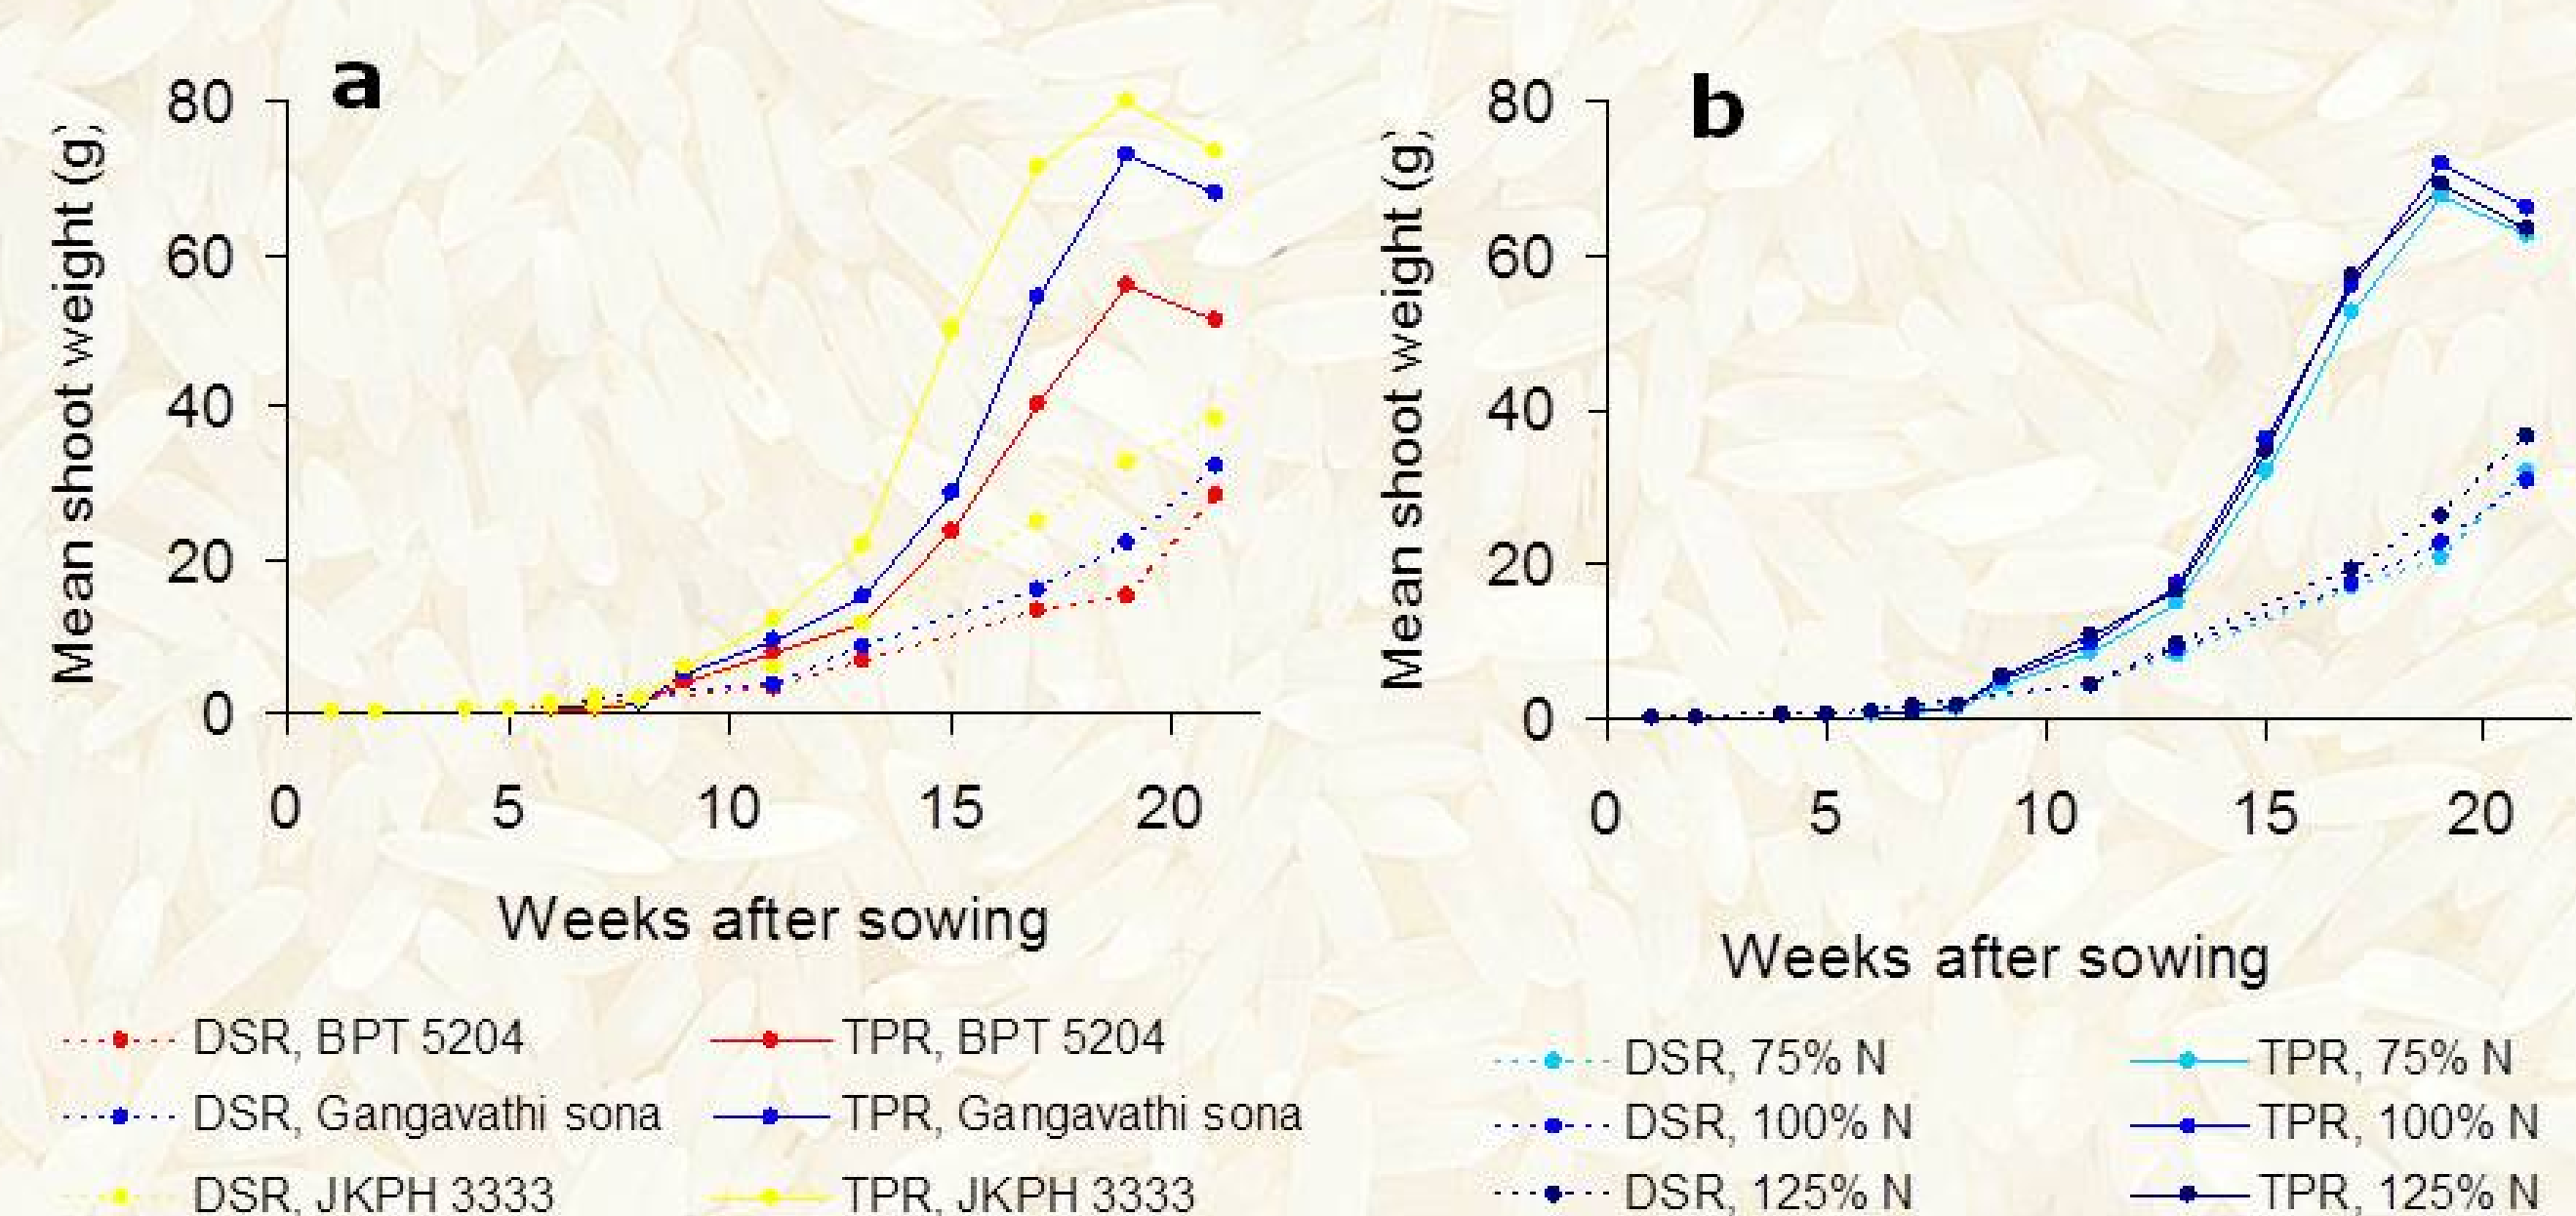 a
80
60
40
20
0
0 5 10 15 20
Mean shoot weight (g)
Weeks after sowing
DSR, BPT 5204 TPR, BPT 5204
DSR, Gangavathi sona TPR, Gangavathi sona
DSR, JKPH 3333 TPR, JKPH 3333
b
80
60
40
20
0
0 5 10 15 20
Mean shoot weight (g)
Weeks after sowing
DSR, 75% N TPR, 75% N
DSR, 100% N TPR, 100% N
DSR, 125% N TPR, 125% N